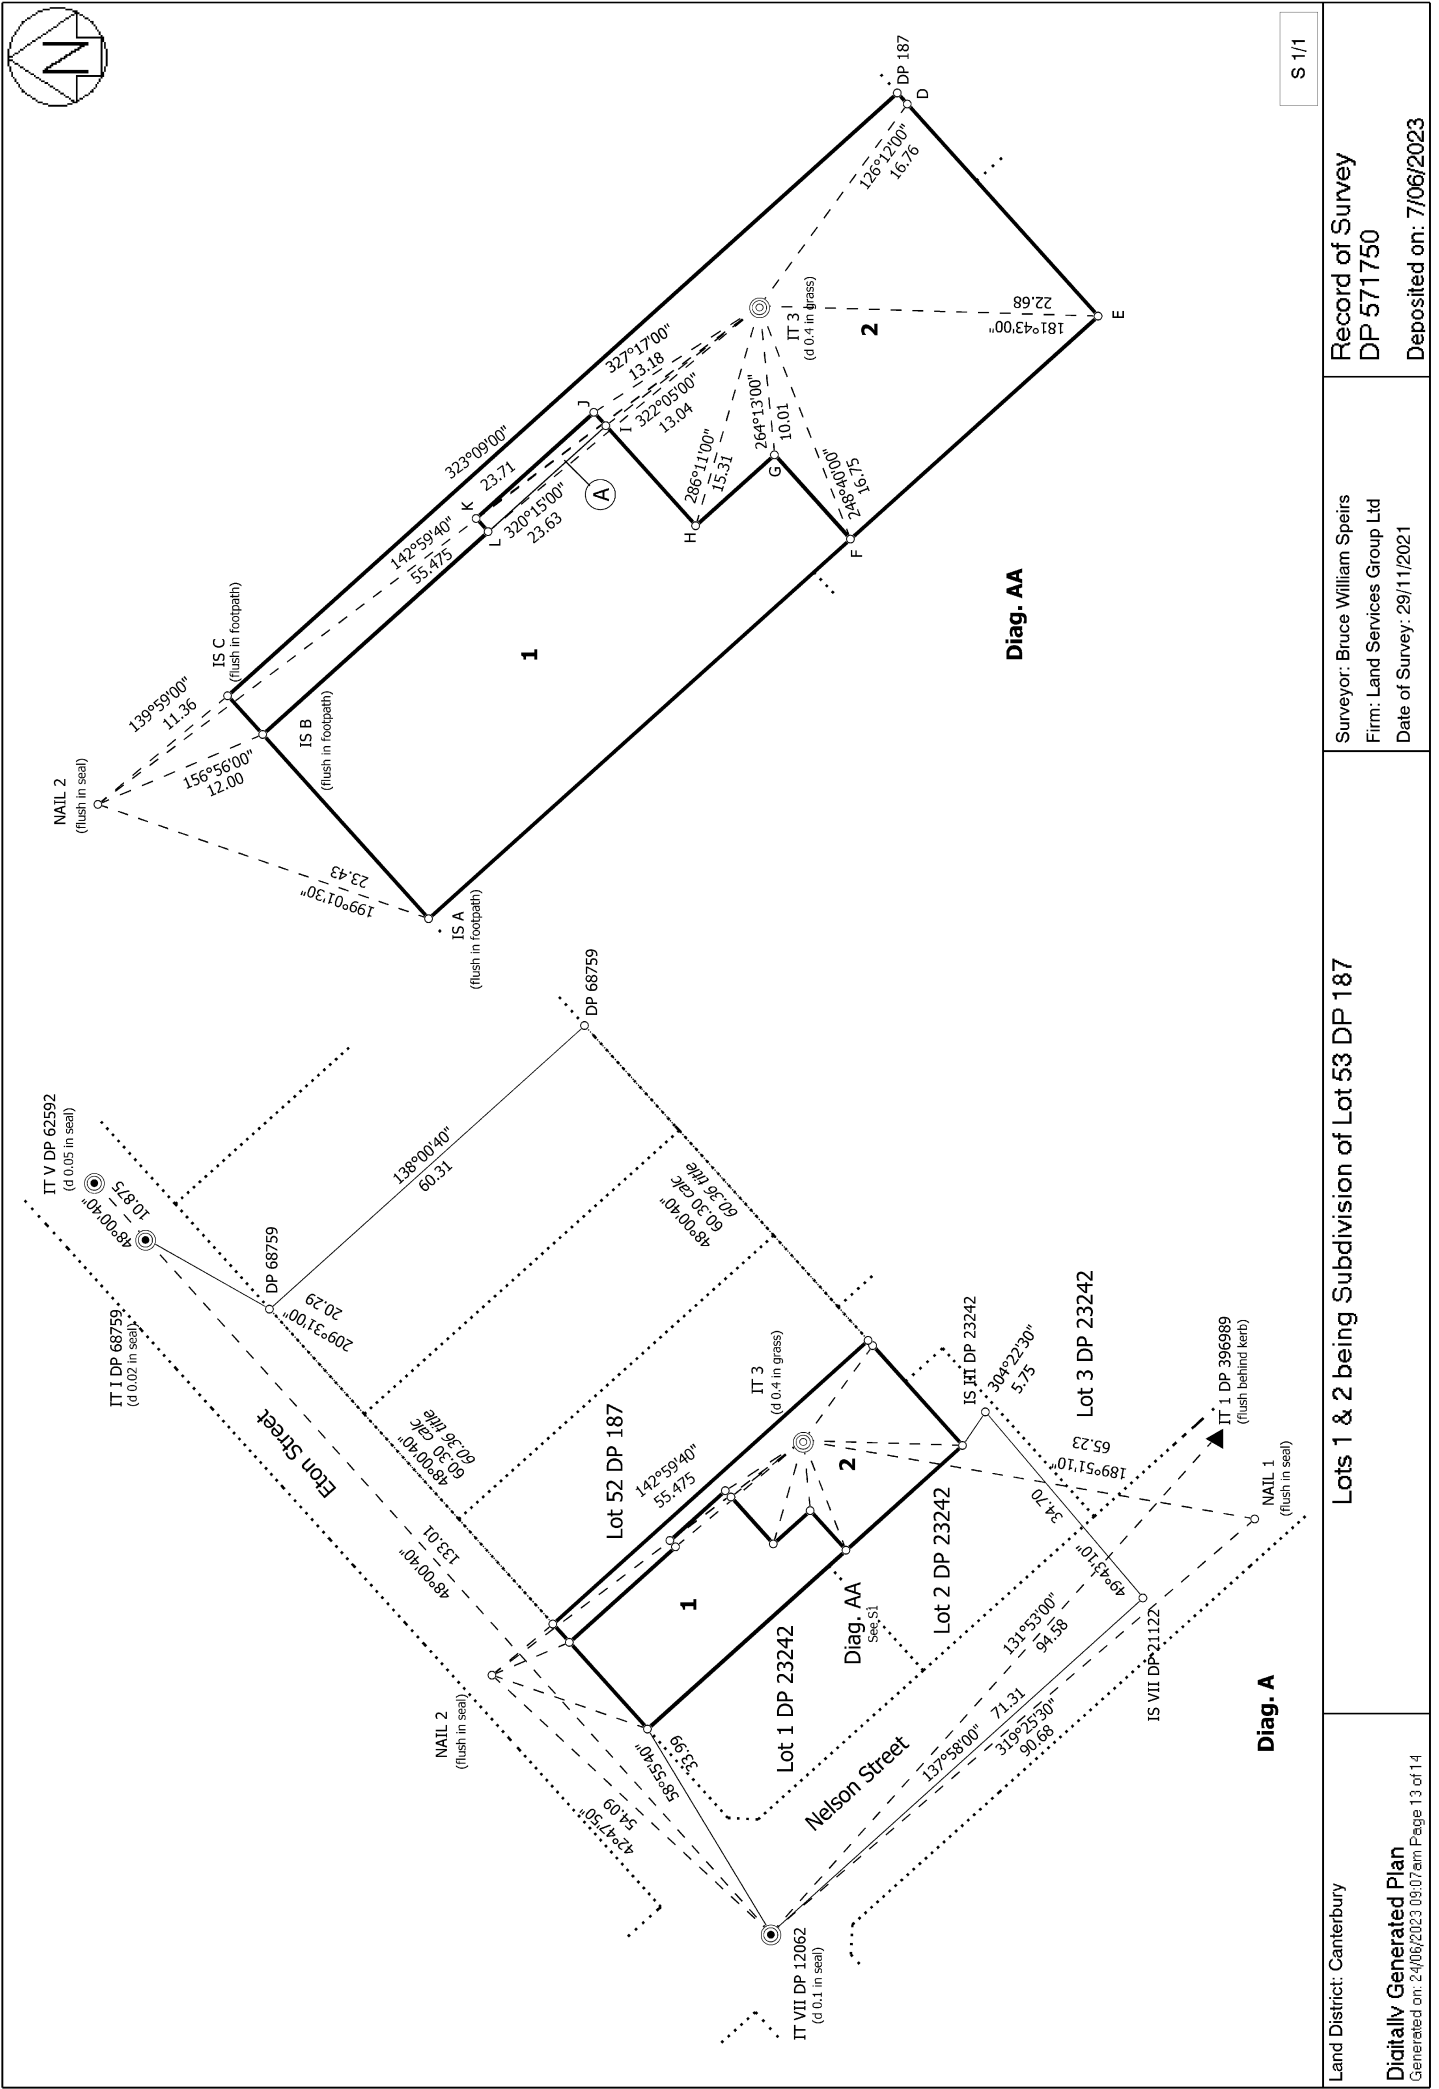 N
S 1/1
IT V DP 62592
(d 0.05 in seal)
48°00'40"
10.875
IT I DP 68759
(d 0.02 in seal)
DP 68759
209°31'00"
20.29
138°00'40"
60.31
DP 68759
Eton Street
48°00'40"
133.01
48°00'40"
60.30 calc
60.36 title
48°00'40"
60.30 calc
60.36 title
Lot 52 DP 187
142°59'40"
55.475
IT 3
(d 0.4 in grass)
NAIL 2
(flush in seal)
42°47'50"
54.09
58°55'40"
33.99
1
2
Lot 1 DP 23242
Diag. AA
see S1
Lot 2 DP 23242
IS III DP 23242
304°22'30"
5.75
Lot 3 DP 23242
189°51'10"
65.23
IT 1 DP 396989
(flush behind kerb)
NAIL 1
(flush in seal)
49°43'10"
34.70
131°53'00"
94.58
137°58'00"
71.31
319°25'30"
90.68
Nelson Street
IS VII DP 21122
IT VII DP 12062
(d 0.1 in seal)
Diag. A
NAIL 2
(flush in seal)
139°59'00"
11.36
IS C
(flush in footpath)
156°56'00"
12.00
IS B
(flush in footpath)
199°01'30"
23.43
IS A
(flush in footpath)
142°59'40"
55.475
323°09'00"
23.71
K
L
320°15'00"
23.63
A
J
I
327°17'00"
13.18
322°05'00"
13.04
286°11'00"
15.31
H
264°13'00"
10.01
G
248°40'00"
16.75
F
IT 3
(d 0.4 in grass)
126°12'00"
16.76
DP 187
D
181°43'00"
22.68
E
1
2
Diag. AA
Land District: Canterbury
Digitally Generated Plan
Generated on: 24/06/2023 09:07am Page 13 of 14
Lots 1 & 2 being Subdivision of Lot 53 DP 187
Surveyor: Bruce William Speirs
Firm: Land Services Group Ltd
Date of Survey: 29/11/2021
Record of Survey
DP 571750
Deposited on: 7/06/2023